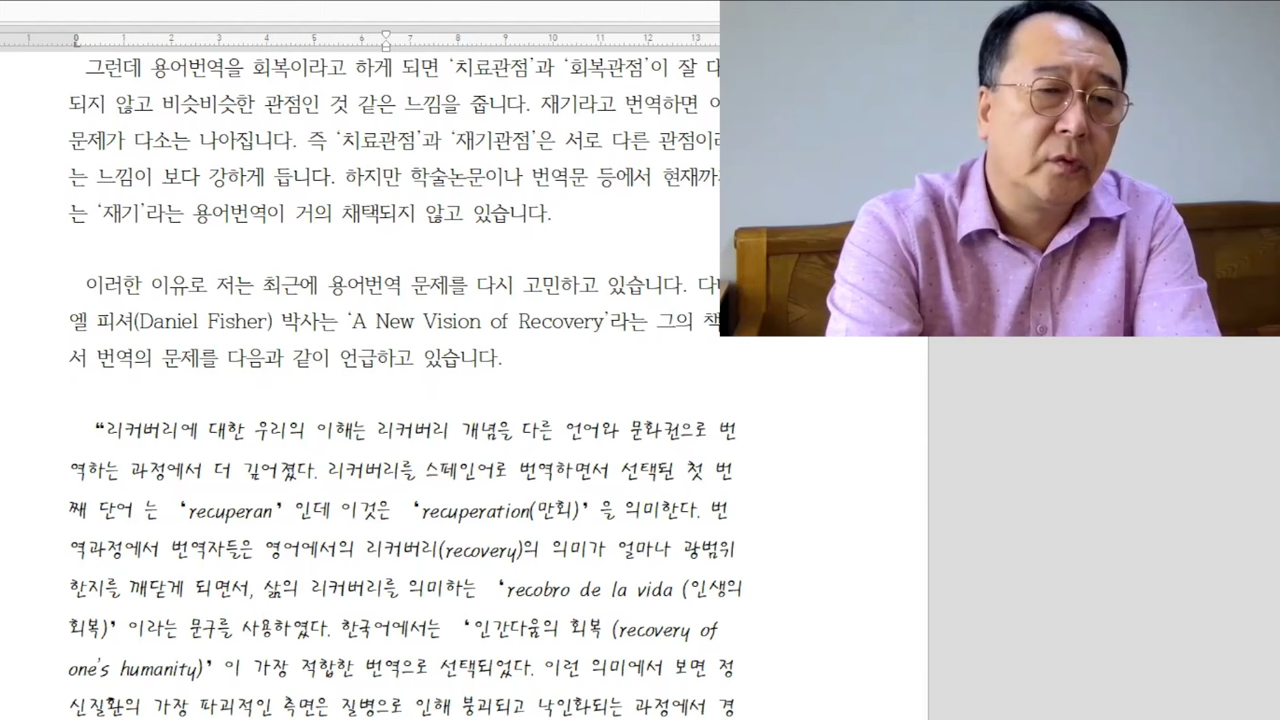 1 0 1 2 3 4 5 6 7 8 9 10 11 12 13
그런데 용어번역을 회복이라고 하게 되면 ‘치료관점’과 ‘회복관점’이 잘
되지 않고 비슷비슷한 관점인 것 같은 느낌을 줍니다. 재기라고 번역하면
문제가 다소는 나아집니다. 즉 ‘치료관점’과 ‘재기관점’은 서로 다른
는 느낌이 보다 강하게 듭니다. 하지만 학술논문이나 번역문 등에서
는 ‘재기’라는 용어번역이 거의 채택되지 않고 있습니다.
이러한 이유로 저는 최근에 용어번역 문제를 다시 고민하고 있습니다.
엘 피셔(Daniel Fisher) 박사는 ‘A New Vision of Recovery’라는 그의
서 번역의 문제를 다음과 같이 언급하고 있습니다.
“리커버리에 대한 우리의 이해는 리커버리 개념을 다른 언어와 문화권으로 번
역하는 과정에서 더 깊어졌다. 리커버리를 스페인어로 번역하면서 선택된 첫 번
째 단어 는 ‘recuperan’ 인데 이것은 ‘recuperation(만회)’ 을 의미한다. 번
역과정에서 번역자들은 영어에서의 리커버리(recovery)의 의미가 얼마나 광범위
한지를 깨닫게 되면서, 삶의 리커버리를 의미하는 ‘recobro de la vida (인생의
회복)’ 이라는 문구를 사용하였다. 한국어에서는 ‘인간다움의 회복 (recovery of
one's humanity)’ 이 가장 적합한 번역으로 선택되었다. 이런 의미에서 보면 정
신질환의 가장 파괴적인 측면은 질병으로 인해 붕괴되고 낙인화되는 과정에서 경